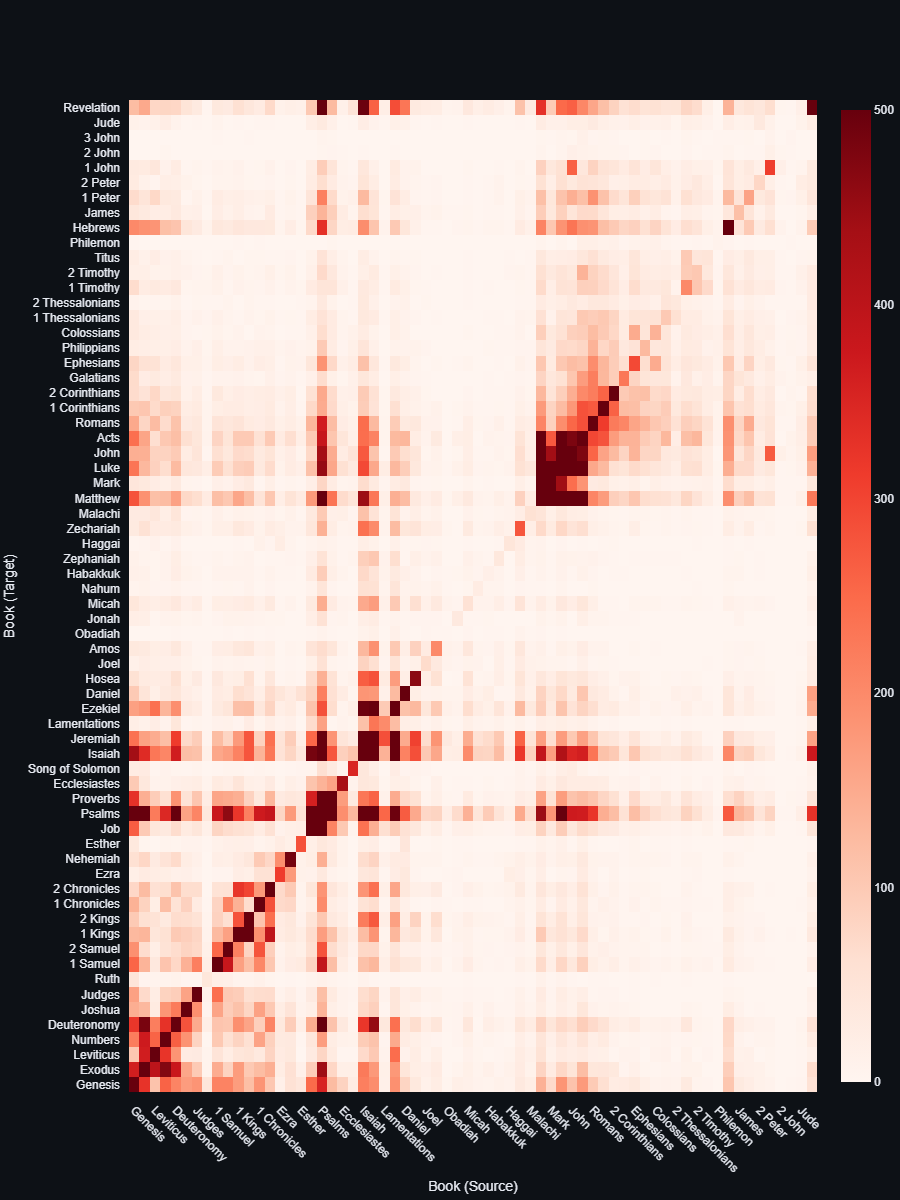 Revelation
Jude
3 John
2 John
1 John
2 Peter
1 Peter
James
Hebrews
Philemon
Titus
2 Timothy
1 Timothy
2 Thessalonians
1 Thessalonians
Colossians
Philippians
Ephesians
Galatians
2 Corinthians
1 Corinthians
Romans
Acts
John
Luke
Mark
Matthew
Malachi
Zechariah
Haggai
Zephaniah
Habakkuk
Nahum
Micah
Jonah
Obadiah
Amos
Joel
Hosea
Daniel
Ezekiel
Lamentations
Jeremiah
Isaiah
Song of Solomon
Ecclesiastes
Proverbs
Psalms
Job
Esther
Nehemiah
Ezra
2 Chronicles
1 Chronicles
2 Kings
1 Kings
2 Samuel
1 Samuel
Ruth
Judges
Joshua
Deuteronomy
Numbers
Leviticus
Exodus
Genesis
Book (Target)
Genesis
Leviticus
Deuteronomy
Judges
1 Samuel
1 Kings
1 Chronicles
Ezra
Esther
Psalms
Ecclesiastes
Isaiah
Lamentations
Daniel
Joel
Obadiah
Micah
Habakkuk
Haggai
Malachi
Mark
John
Romans
2 Corinthians
Ephesians
Colossians
2 Thessalonians
2 Timothy
Philemon
James
2 Peter
2 John
Jude
Book (Source)
500
400
300
200
100
0